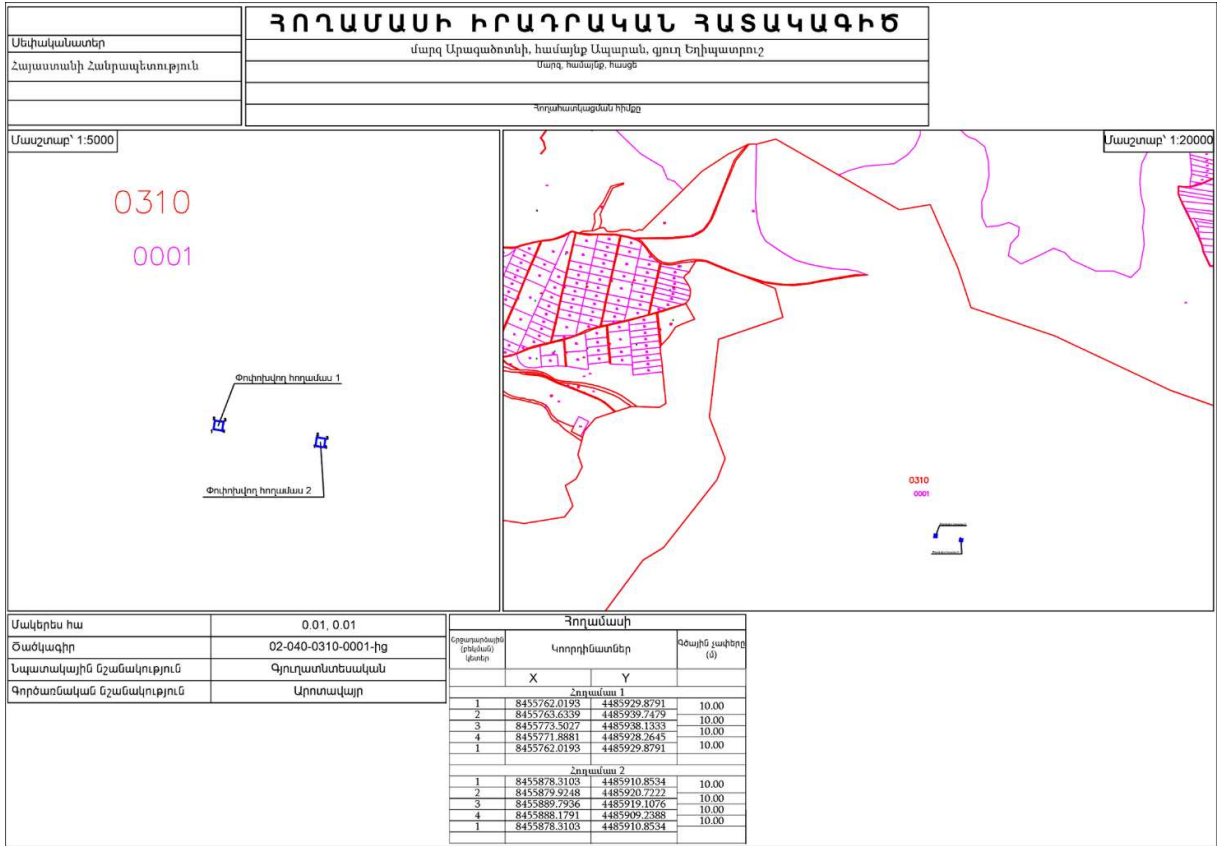 ՀՈՂԱՄԱՍԻ ԻՐԱԴՐԱԿԱՆ ՀԱՏԱԿԱԳԻԾ
Սեփականատեր
մարզ Արագածոտնի, համայնք Ապարան, գյուղ Եղիպատրուշ
Հայաստանի Հանրապետություն
Մարզ, համայնք, հասցե
Հողահատկացման հիմքը
Մասշտաբ՝ 1:5000
Մասշտաբ՝ 1:20000
0310
0001
Փոփոխվող հողամաս 1
Փոփոխվող հողամաս 2
0310
0001
Մակերես հա 0.01, 0.01
Ծածկագիր 02-040-0310-0001-ից
Նպատակային նշանակություն Գյուղատնտեսական
Գործառնական նշանակություն Արոտավայր
Հողամասի
Շրջադարձային (բեկման) կետեր Կոորդինատներ Գծային չափերը (մ)
X Y
Հողամաս 1
1 8455762.0193 4485929.8791 10.00
2 8455763.6339 4485939.7479 10.00
3 8455773.5027 4485938.1333 10.00
4 8455771.8881 4485928.2645 10.00
1 8455762.0193 4485929.8791
Հողամաս 2
1 8455878.3103 4485910.8534 10.00
2 8455879.9248 4485920.7222 10.00
3 8455889.7936 4485919.1076 10.00
4 8455888.1791 4485909.2388 10.00
1 8455878.3103 4485910.8534